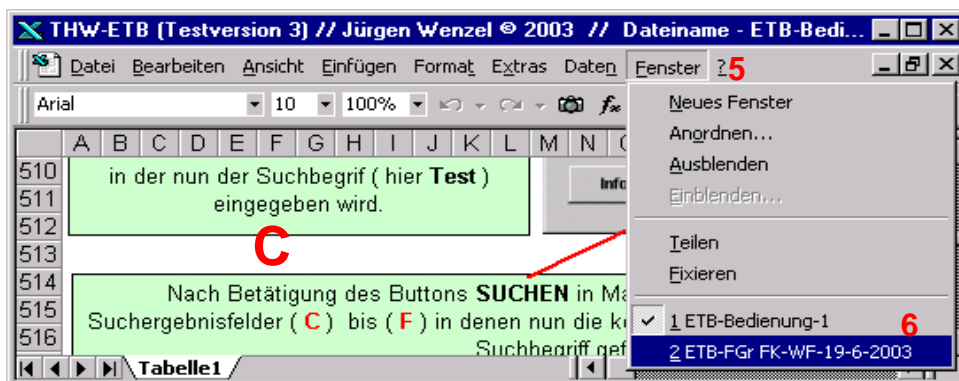 THW-ETB (Testversion 3) // Jürgen Wenzel © 2003 // Dateiname - ETB-Bedi...
Datei Bearbeiten Ansicht Einfügen Format Extras Daten Fenster ? 5
Arial 10 100% fx
A B C D E F G H I J K L M N
510 in der nun der Suchbegrif ( hier Test )
511 eingegeben wird.
512
513 C
514 Nach Betätigung des Buttons SUCHEN in
515 Suchergebnisfelder ( C ) bis ( F ) in denen nun die
516 Suchbegriff
Tabelle1
Neues Fenster
Anordnen...
Ausblenden
Einblenden...
Teilen
Fixieren
1 ETB-Bedienung-1
6
2 ETB-FGr FK-WF-19-6-2003